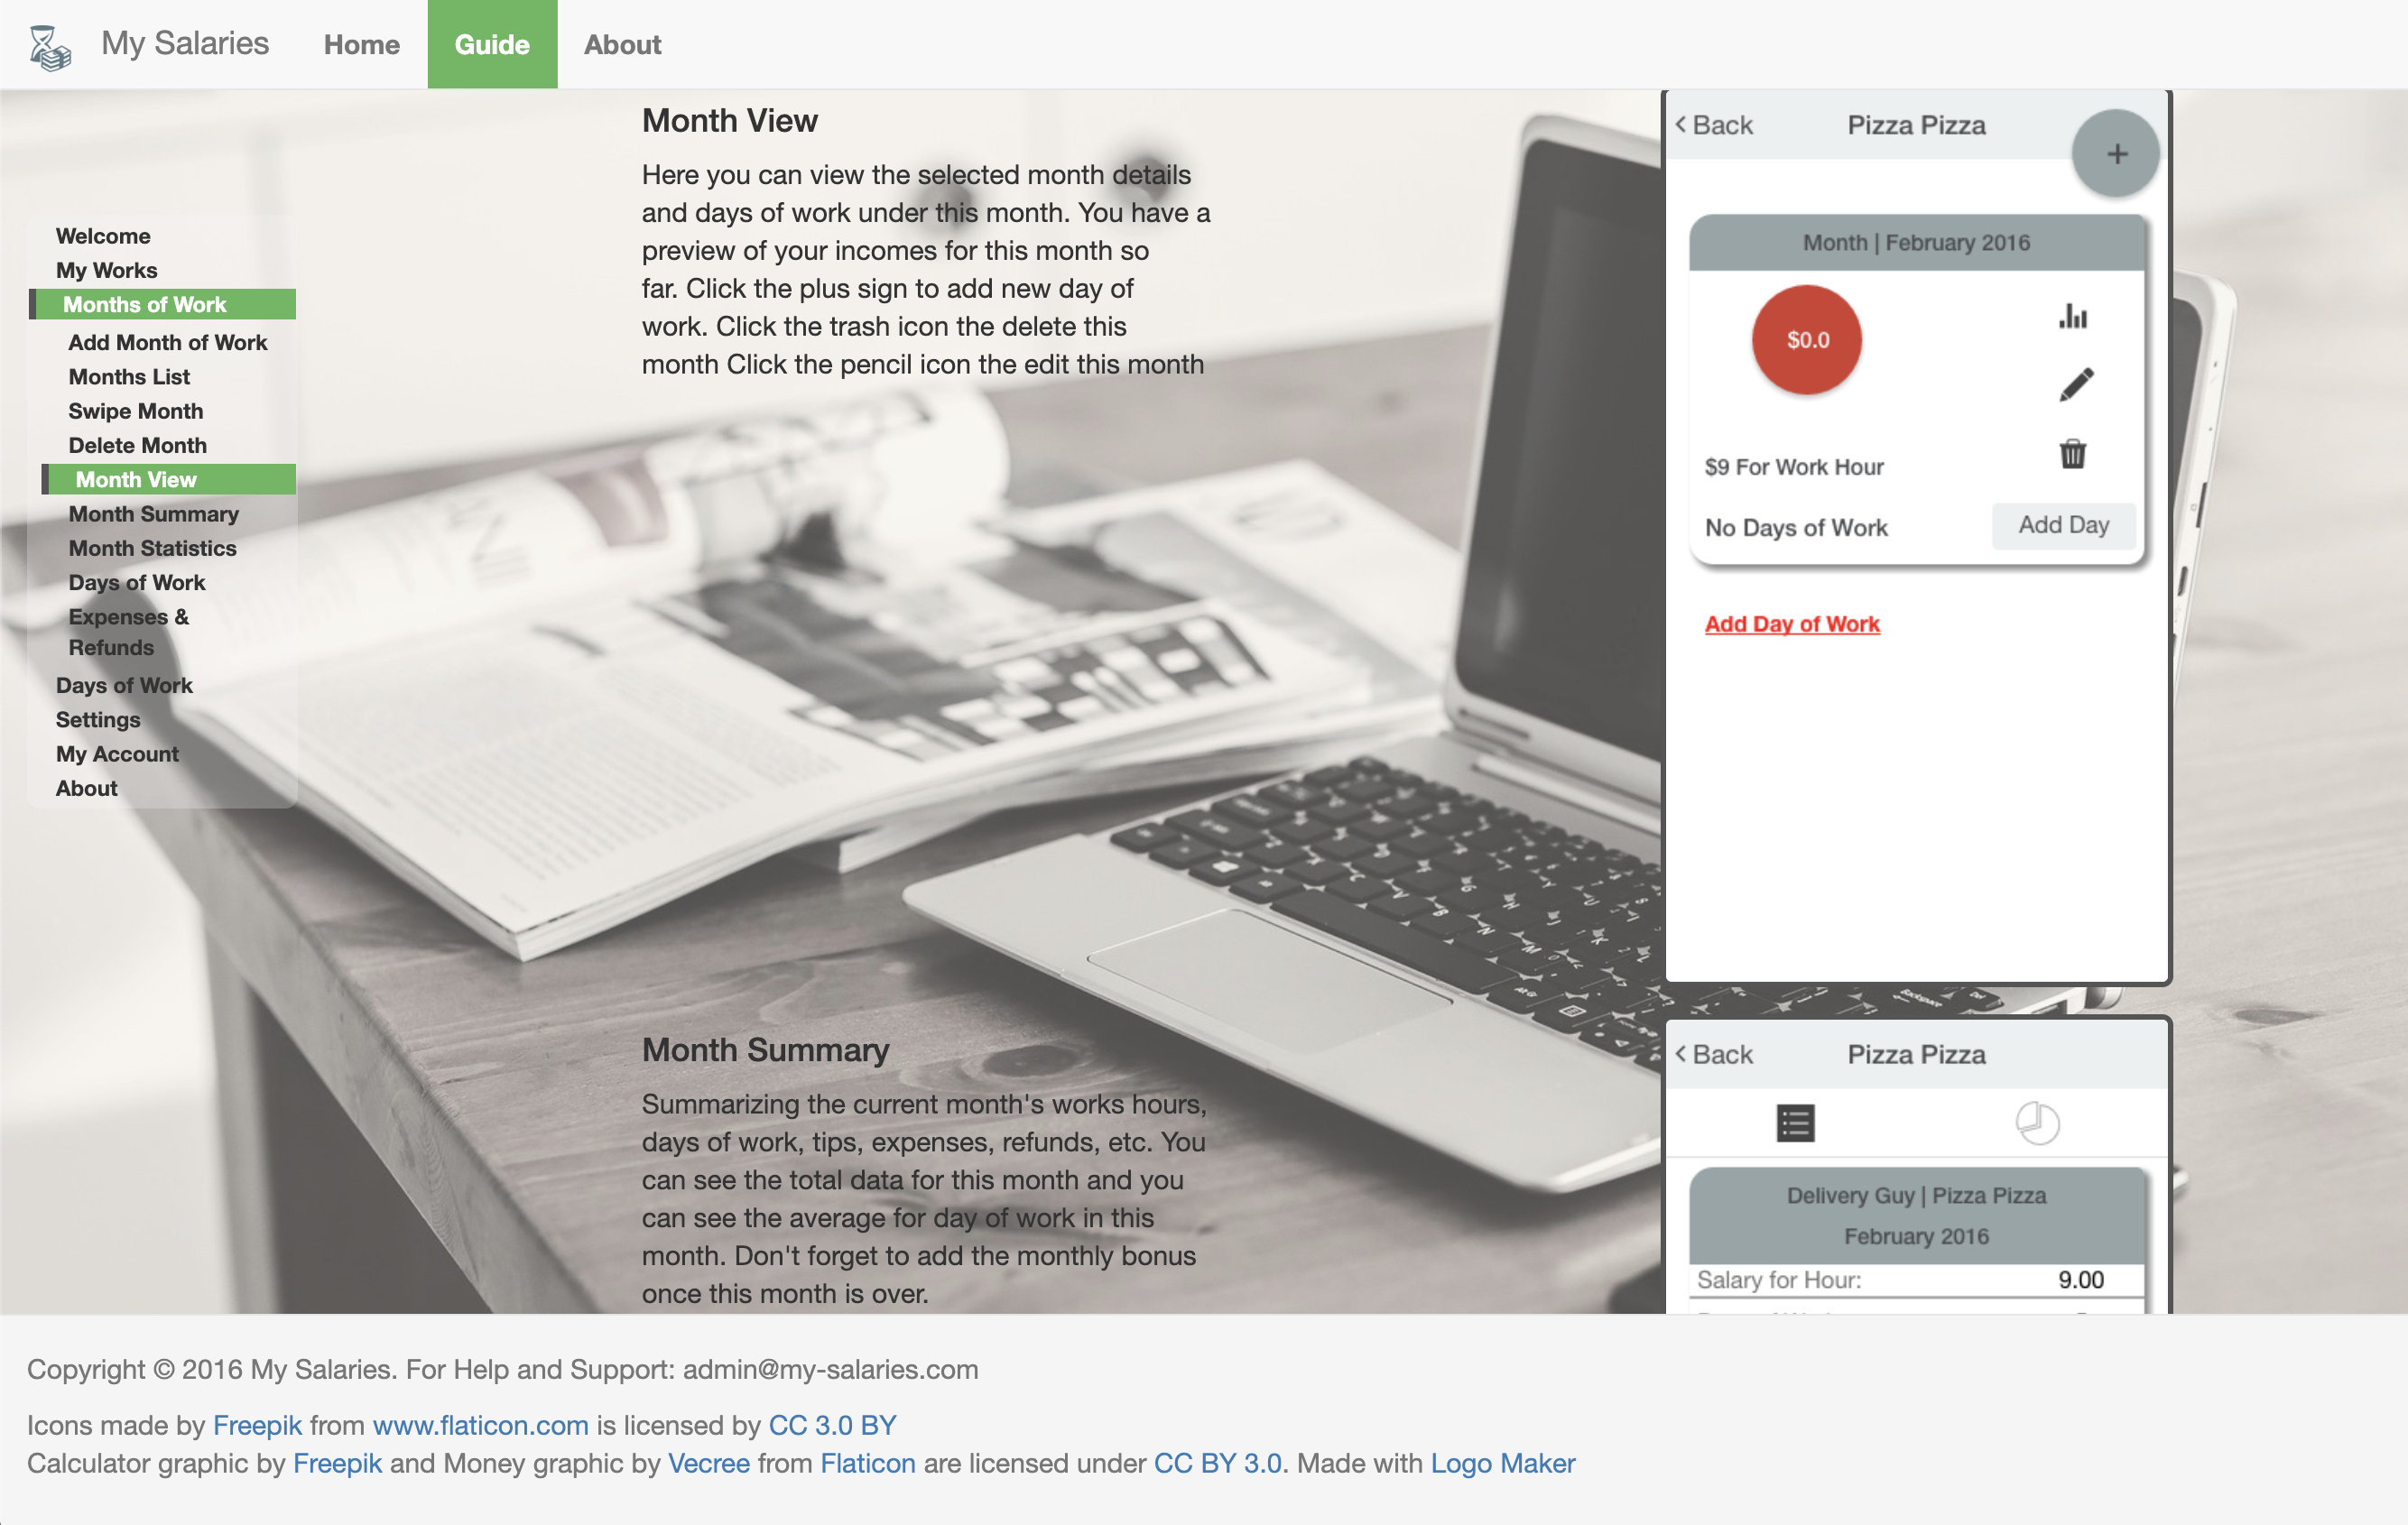 My Salaries
Home
Guide
About
Welcome
My Works
Months of Work
Add Month of Work
Months List
Swipe Month
Delete Month
Month View
Month Summary
Month Statistics
Days of Work
Expenses &
Refunds
Days of Work
Settings
My Account
About
Month View
Here you can view the selected month details
and days of work under this month. You have a
preview of your incomes for this month so
far. Click the plus sign to add new day of
work. Click the trash icon the delete this
month Click the pencil icon the edit this month
Back
Pizza Pizza
+
Month | February 2016
$0.0
$9 For Work Hour
No Days of Work
Add Day
Add Day of Work
Month Summary
Summarizing the current month's works hours,
days of work, tips, expenses, refunds, etc. You
can see the total data for this month and you
can see the average for day of work in this
month. Don't forget to add the monthly bonus
once this month is over.
Back
Pizza Pizza
Delivery Guy | Pizza Pizza
February 2016
Salary for Hour: 9.00
Copyright © 2016 My Salaries. For Help and Support: admin@my-salaries.com
Icons made by Freepik from www.flaticon.com is licensed by CC 3.0 BY
Calculator graphic by Freepik and Money graphic by Vecree from Flaticon are licensed under CC BY 3.0. Made with Logo Maker